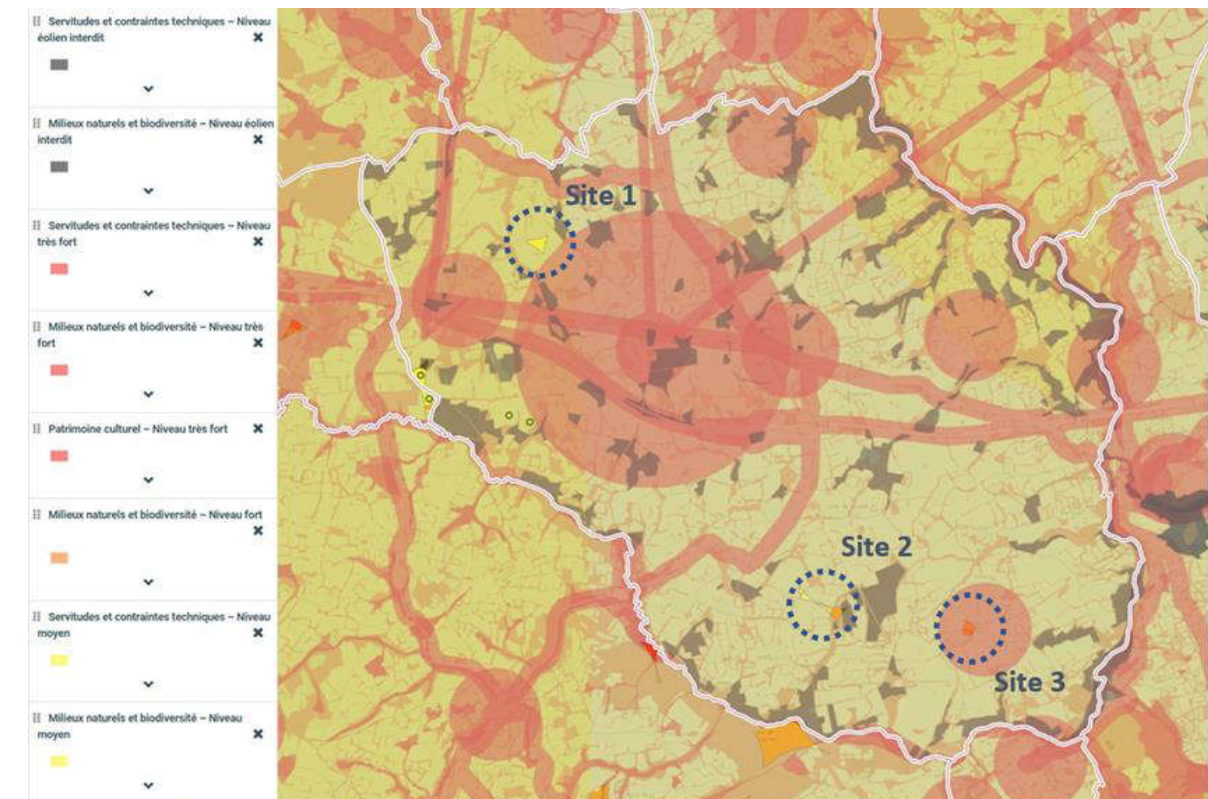 Servitudes et contraintes techniques – Niveau
éolien interdit
Milieux naturels et biodiversité – Niveau éolien
interdit
Servitudes et contraintes techniques – Niveau
très fort
Milieux naturels et biodiversité – Niveau très
fort
Patrimoine culturel – Niveau très fort
Milieux naturels et biodiversité – Niveau fort
Servitudes et contraintes techniques – Niveau
moyen
Milieux naturels et biodiversité – Niveau
moyen
Site 1
Site 2
Site 3